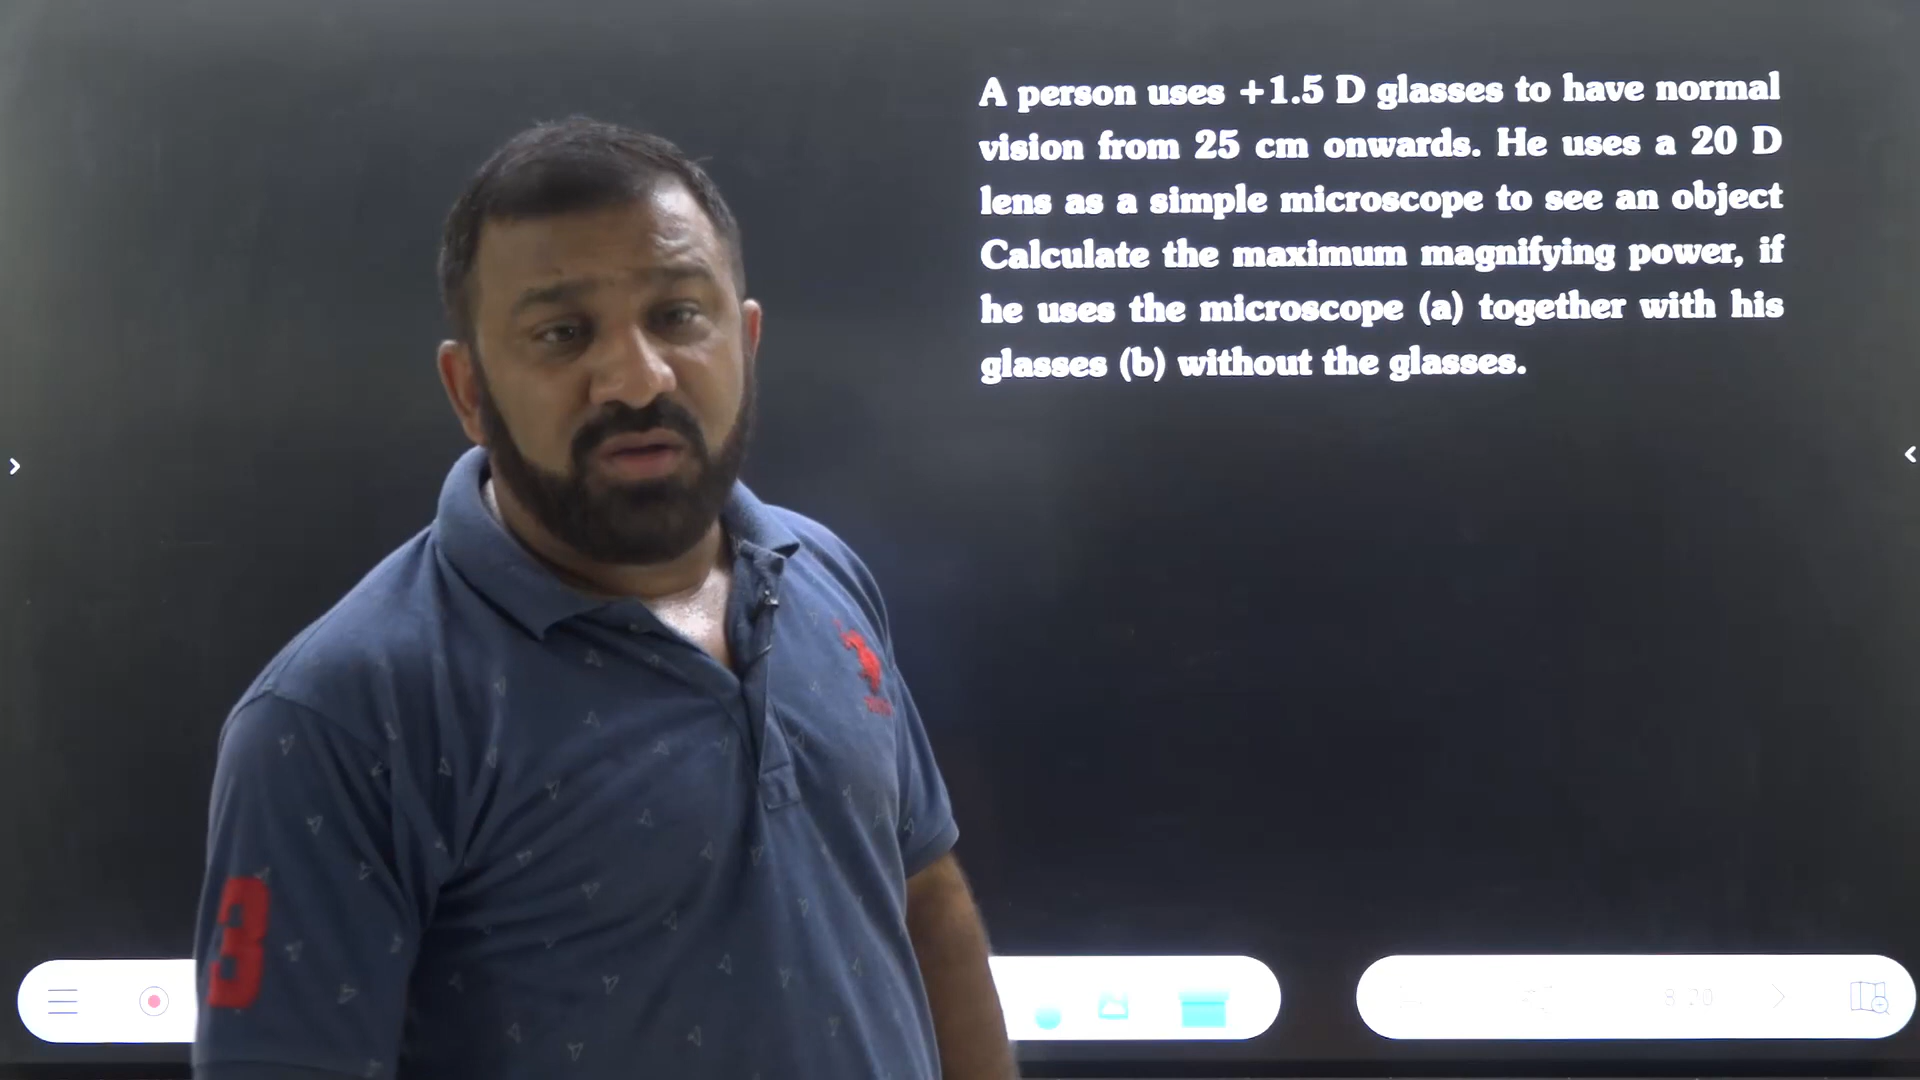 A person uses +1.5 D glasses to have normal
vision from 25 cm onwards. He uses a 20 D
lens as a simple microscope to see an object
Calculate the maximum magnifying power, if
he uses the microscope (a) together with his
glasses (b) without the glasses.
3